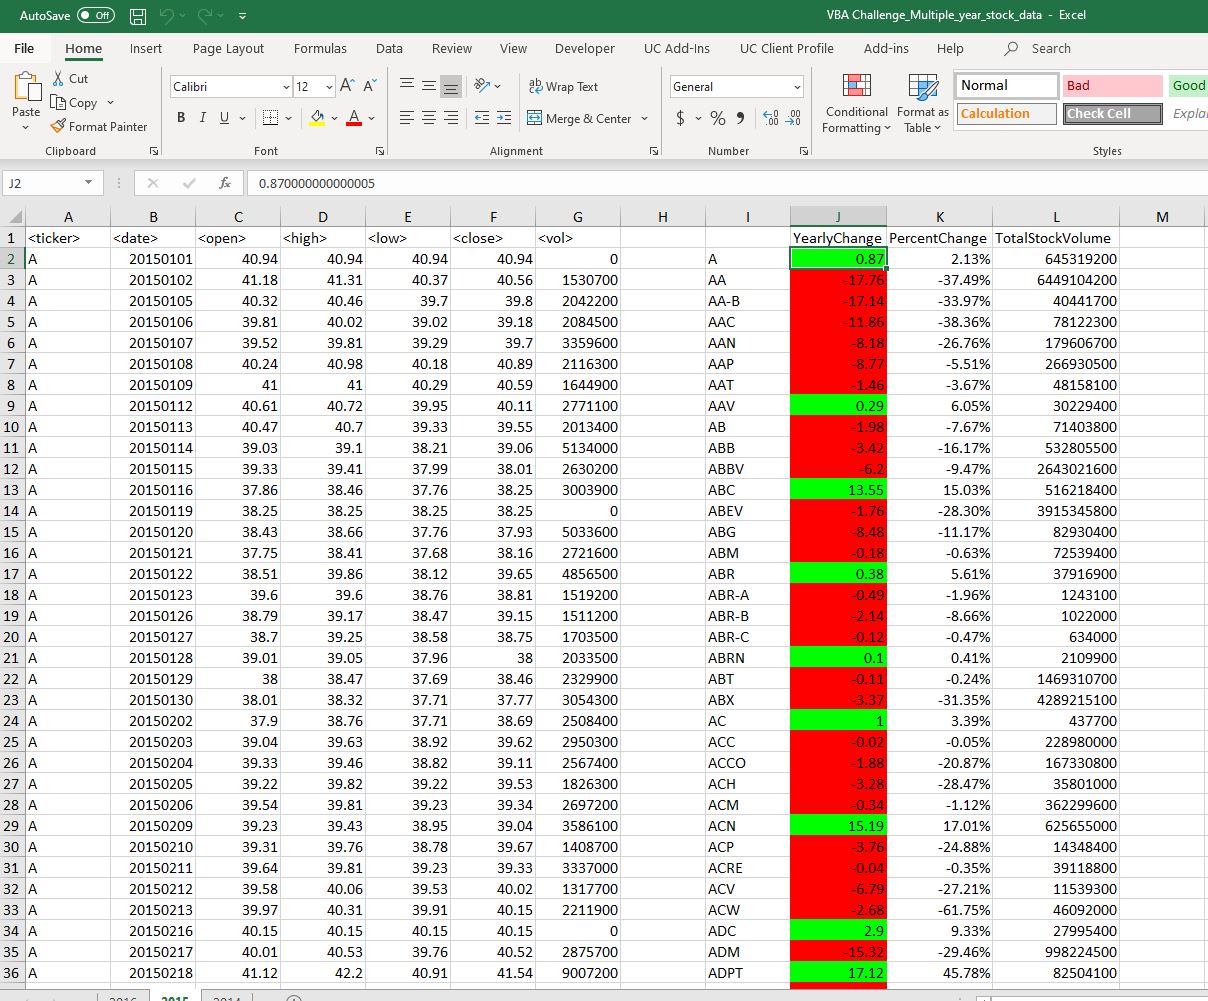 AutoSave Off VBA Challenge_Multiple_year_stock_data - Excel
File Home Insert Page Layout Formulas Data Review View Developer UC Add-Ins UC Client Profile Add-ins Help Search
Paste Cut Copy Format Painter Clipboard
Calibri 12 B I U A A A Font
Wrap Text Merge & Center Alignment
General $ % Number
Conditional Formatting Format as Table
Normal Bad Good
Calculation Check Cell
Styles
J2 fx 0.870000000000005
A B C D E F G H I J K L M
1 <ticker> <date> <open> <high> <low> <close> <vol> YearlyChange PercentChange TotalStockVolume
2 A 20150101 40.94 40.94 40.94 40.94 0 A 0.87 2.13% 645319200
3 A 20150102 41.18 41.31 40.37 40.56 1530700 AA -17.76 -37.49% 6449104200
4 A 20150105 40.32 40.46 39.7 39.8 2042200 AA-B -17.14 -33.97% 40441700
5 A 20150106 39.81 40.02 39.02 39.18 2084500 AAC -11.86 -38.36% 78122300
6 A 20150107 39.52 39.81 39.29 39.7 3359600 AAN -8.18 -26.76% 179606700
7 A 20150108 40.24 40.98 40.18 40.89 2116300 AAP -8.77 -5.51% 266930500
8 A 20150109 41 41 40.29 40.59 1644900 AAT -1.46 -3.67% 48158100
9 A 20150112 40.61 40.72 39.95 40.11 2771100 AAV 0.29 6.05% 30229400
10 A 20150113 40.47 40.7 39.33 39.55 2013400 AB -1.98 -7.67% 71403800
11 A 20150114 39.03 39.1 38.21 39.06 5134000 ABB -3.42 -16.17% 532805500
12 A 20150115 39.33 39.41 37.99 38.01 2630200 ABBV -6.2 -9.47% 2643021600
13 A 20150116 37.86 38.46 37.76 38.25 3003900 ABC 13.55 15.03% 516218400
14 A 20150119 38.25 38.25 38.25 38.25 0 ABEV -1.76 -28.30% 3915345800
15 A 20150120 38.43 38.66 37.76 37.93 5033600 ABG -8.48 -11.17% 82930400
16 A 20150121 37.75 38.41 37.68 38.16 2721600 ABM -0.18 -0.63% 72539400
17 A 20150122 38.51 39.86 38.12 39.65 4856500 ABR 0.38 5.61% 37916900
18 A 20150123 39.6 39.6 38.76 38.81 1519200 ABR-A -0.49 -1.96% 1243100
19 A 20150126 38.79 39.17 38.47 39.15 1511200 ABR-B -2.14 -8.66% 1022000
20 A 20150127 38.7 39.25 38.58 38.75 1703500 ABR-C -0.12 -0.47% 634000
21 A 20150128 39.01 39.05 37.96 38 2033500 ABRN 0.1 0.41% 2109900
22 A 20150129 38 38.47 37.69 38.46 2329900 ABT -0.11 -0.24% 1469310700
23 A 20150130 38.01 38.32 37.71 37.77 3054300 ABX -3.37 -31.35% 4289215100
24 A 20150202 37.9 38.76 37.71 38.69 2508400 AC 1 3.39% 437700
25 A 20150203 39.04 39.63 38.92 39.62 2950300 ACC -0.02 -0.05% 228980000
26 A 20150204 39.33 39.46 38.82 39.11 2567400 ACCO -1.88 -20.87% 167330800
27 A 20150205 39.22 39.82 39.22 39.53 1826300 ACH -3.28 -28.47% 35801000
28 A 20150206 39.54 39.81 39.23 39.34 2697200 ACM -0.34 -1.12% 362299600
29 A 20150209 39.23 39.43 38.95 39.04 3586100 ACN 15.19 17.01% 625655000
30 A 20150210 39.31 39.76 38.78 39.67 1408700 ACP -3.76 -24.88% 14348400
31 A 20150211 39.64 39.81 39.23 39.33 3337000 ACRE -0.04 -0.35% 39118800
32 A 20150212 39.58 40.06 39.53 40.02 1317700 ACV -6.79 -27.21% 11539300
33 A 20150213 39.97 40.31 39.91 40.15 2211900 ACW -2.68 -61.75% 46092000
34 A 20150216 40.15 40.15 40.15 40.15 0 ADC 2.9 9.33% 27995400
35 A 20150217 40.01 40.53 39.76 40.52 2875700 ADM -15.32 -29.46% 998224500
36 A 20150218 41.12 42.2 40.91 41.54 9007200 ADPT 17.12 45.78% 82504100
2016 2015 2014